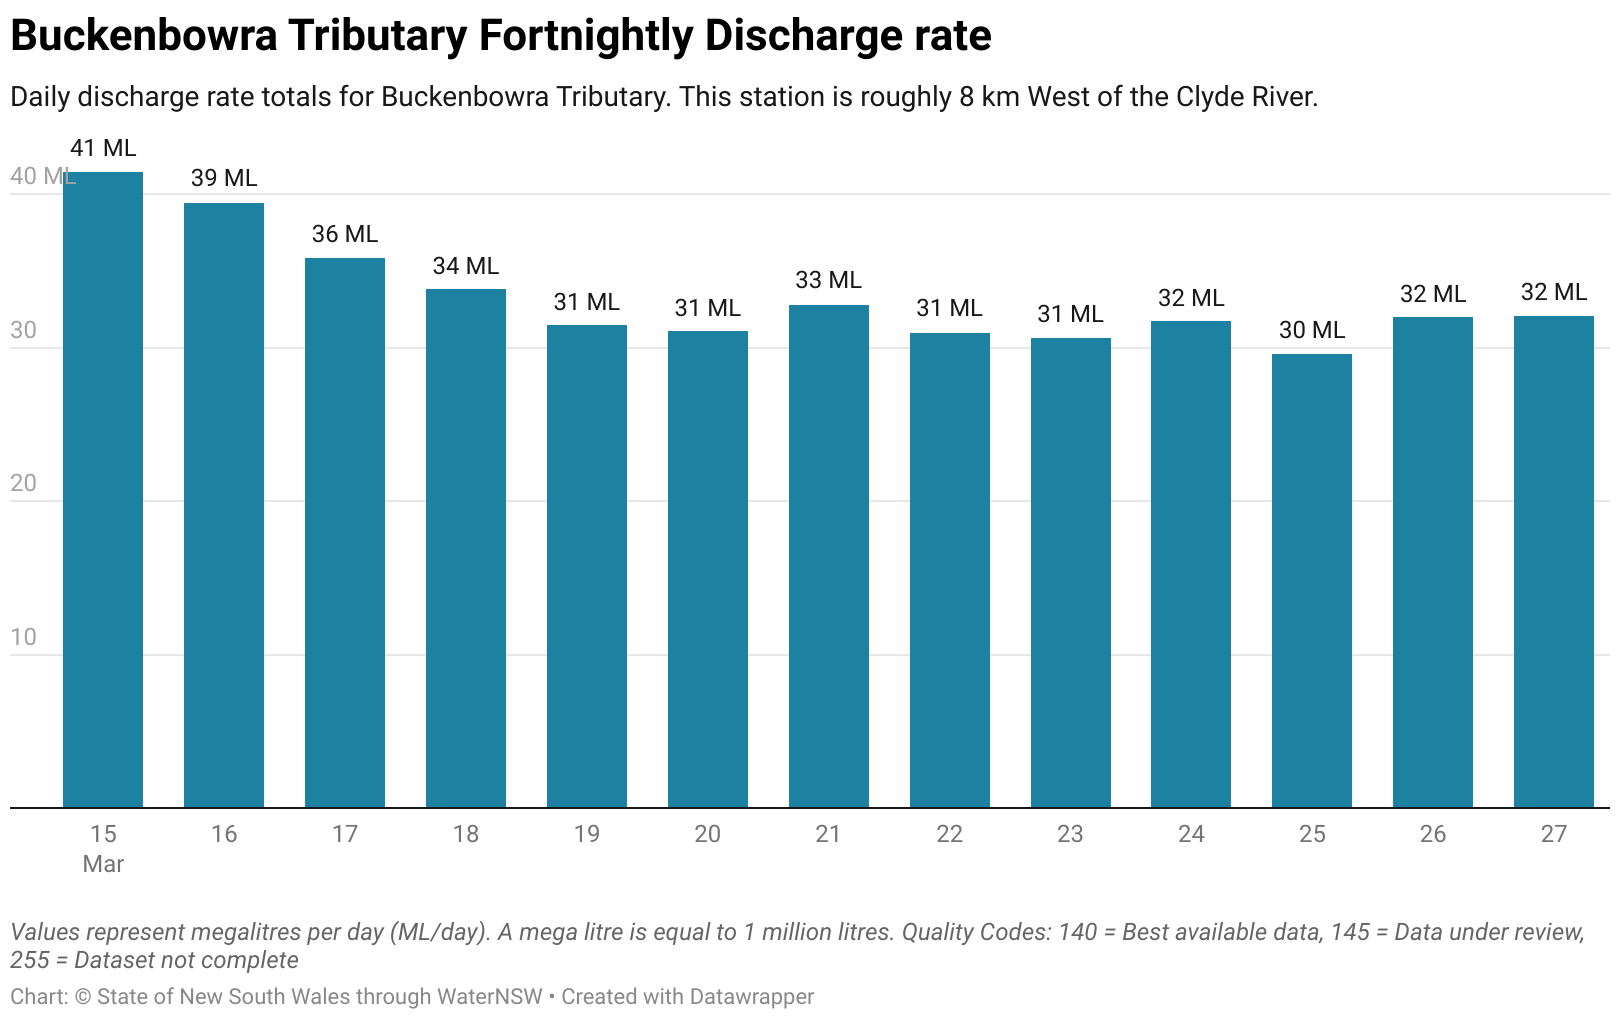 Buckenbowra Tributary Fortnightly Discharge rate
Daily discharge rate totals for Buckenbowra Tributary. This station is roughly 8 km West of the Clyde River.
41 ML
40 ML
39 ML
36 ML
34 ML
31 ML
31 ML
33 ML
31 ML
31 ML
32 ML
30 ML
32 ML
32 ML
30
20
10
15 16 17 18 19 20 21 22 23 24 25 26 27
Mar
Values represent megalitres per day (ML/day). A mega litre is equal to 1 million litres. Quality Codes: 140 = Best available data, 145 = Data under review,
255 = Dataset not complete
Chart: © State of New South Wales through WaterNSW • Created with Datawrapper